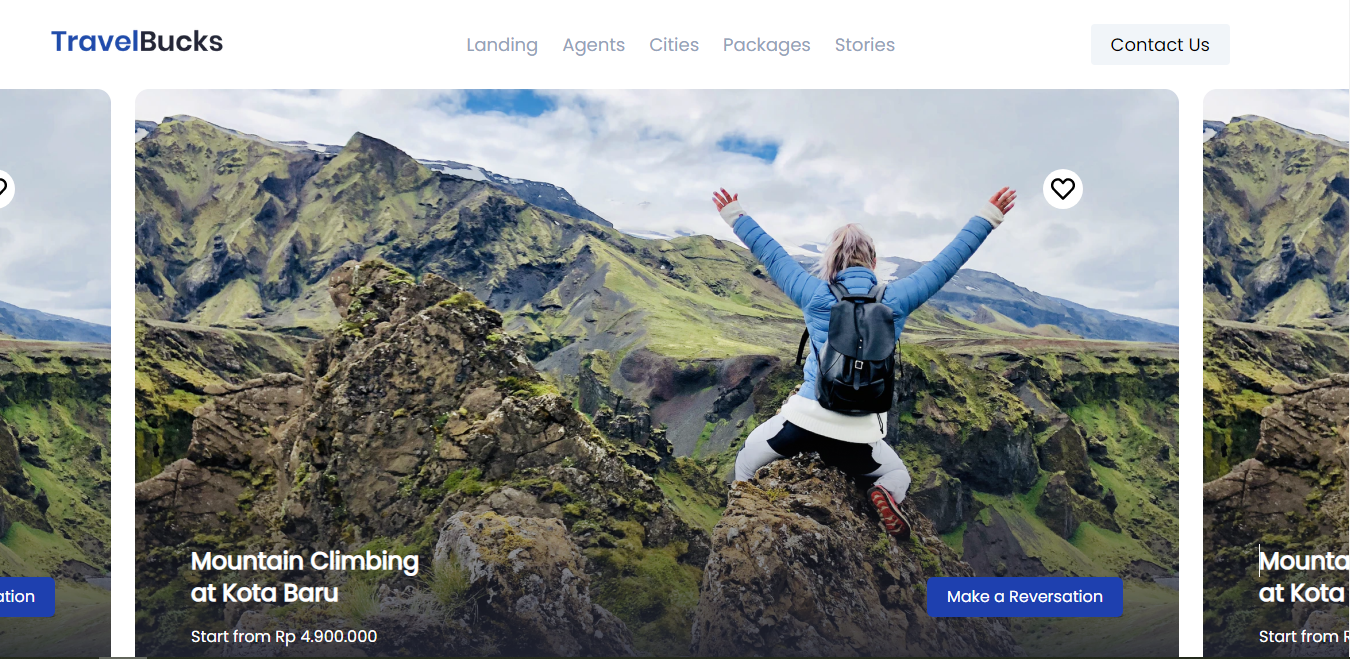 TravelBucks
Landing Agents Cities Packages Stories
Contact Us
Mountain Climbing
at Kota Baru
Start from Rp 4.900.000
Make a Reversation
ation
Mounta
at Kota
Start from R